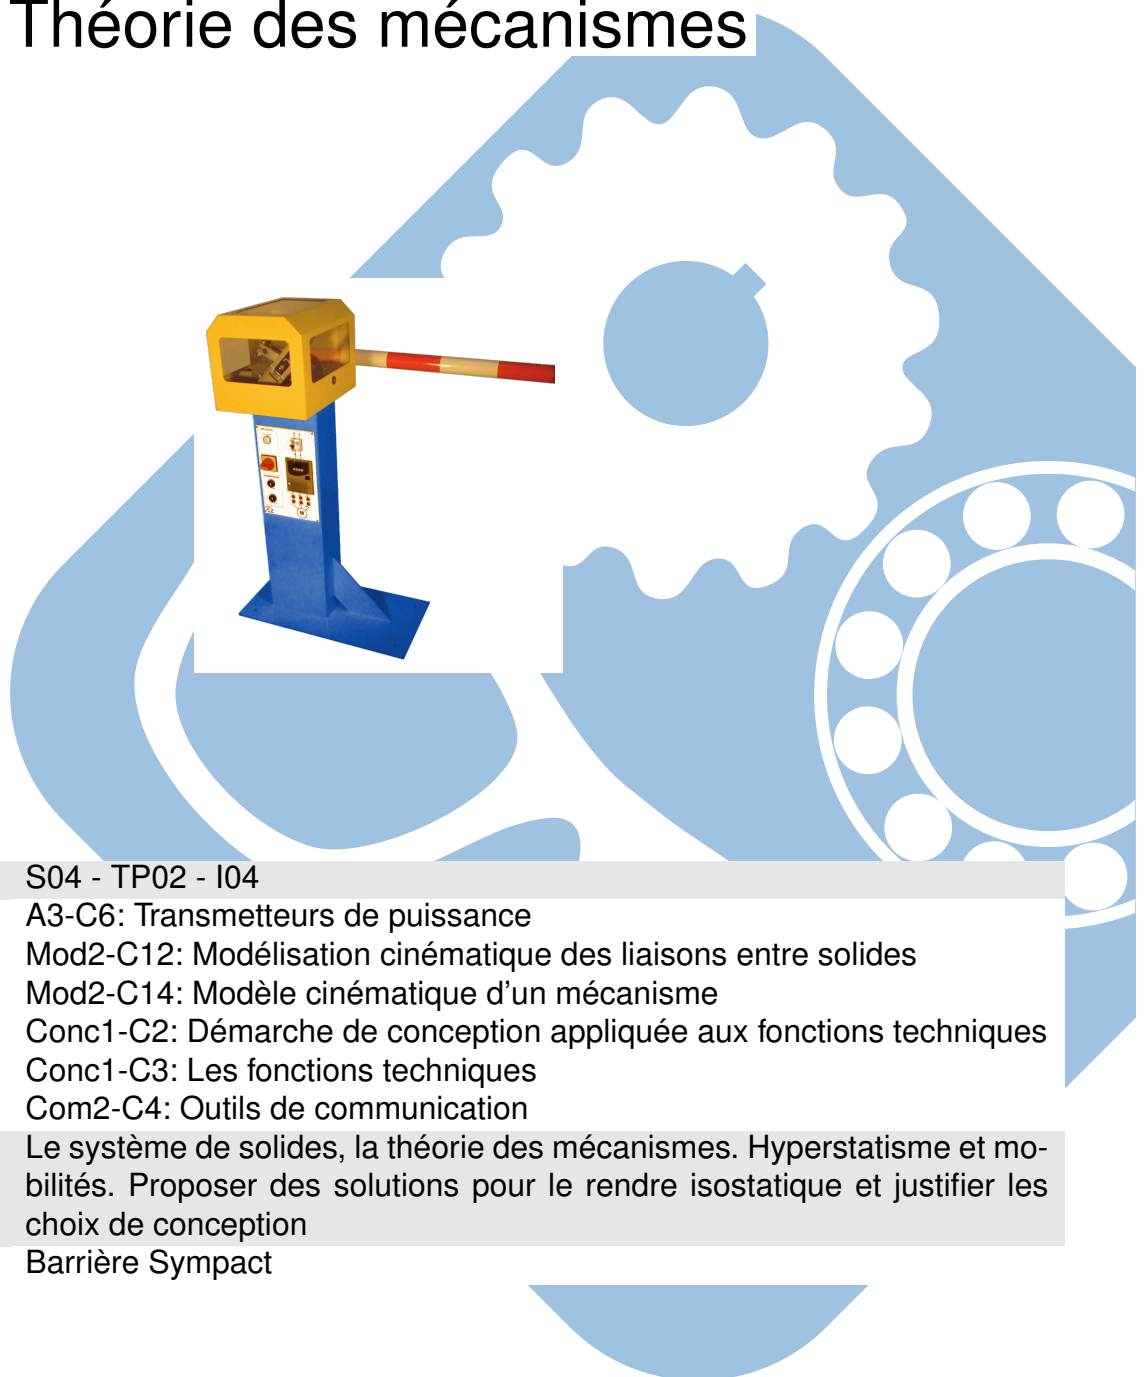 Théorie des mécanismes
S04 - TP02 - I04
A3-C6: Transmetteurs de puissance
Mod2-C12: Modélisation cinématique des liaisons entre solides
Mod2-C14: Modèle cinématique d'un mécanisme
Conc1-C2: Démarche de conception appliquée aux fonctions techniques
Conc1-C3: Les fonctions techniques
Com2-C4: Outils de communication
Le système de solides, la théorie des mécanismes. Hyperstatisme et mo-
bilités. Proposer des solutions pour le rendre isostatique et justifier les
choix de conception
Barrière Sympact